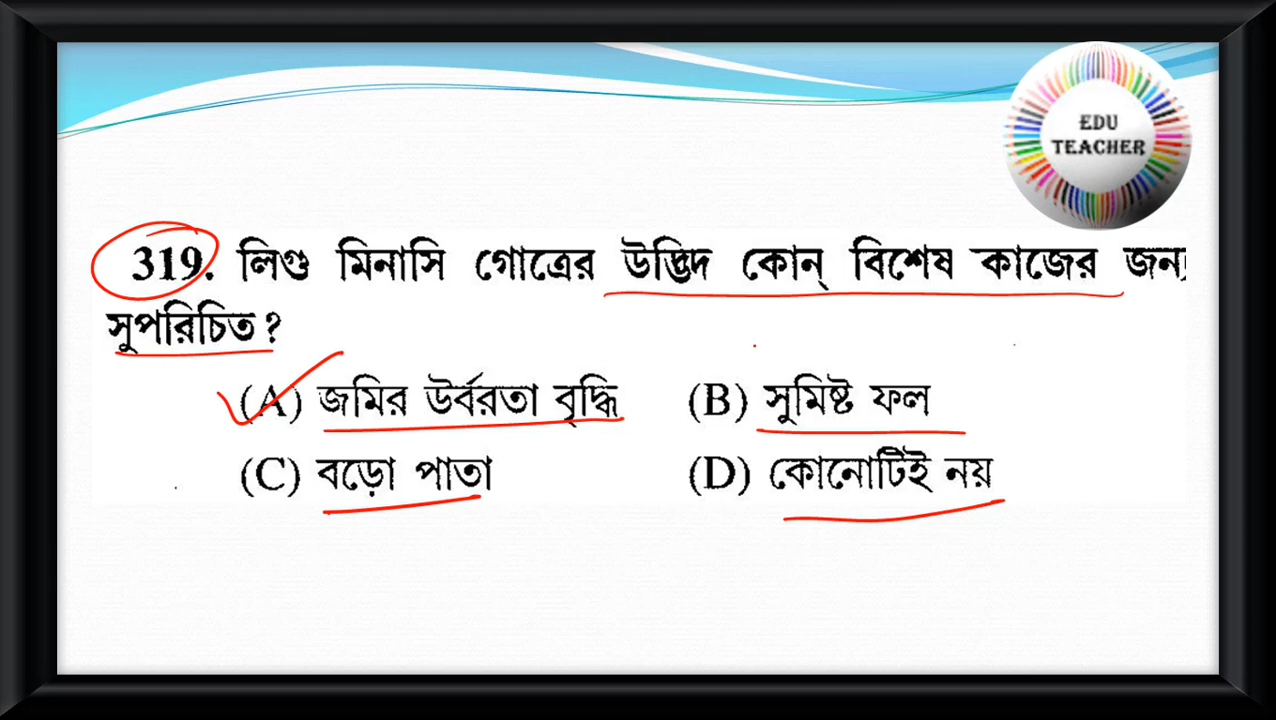 EDU
TEACHER
319. লিগু মিনাসি গোত্রের উদ্ভিদ কোন্ বিশেষ কাজের জন্য
সুপরিচিত?
(A) জমির উর্বরতা বৃদ্ধি (B) সুমিষ্ট ফল
(C) বড়ো পাতা (D) কোনোটিই নয়